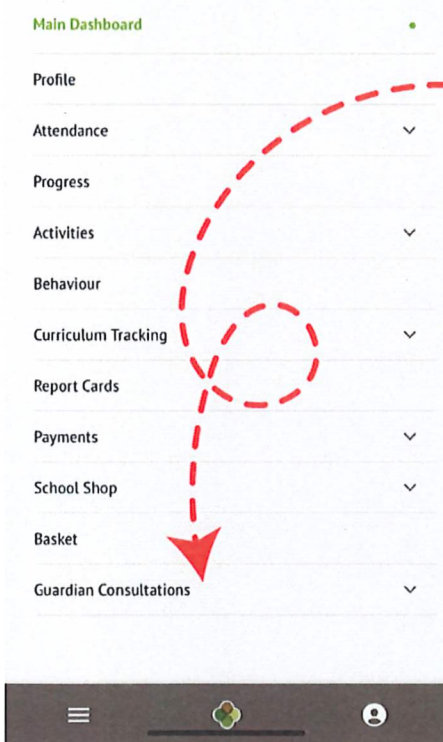 Main Dashboard
Profile
Attendance
Progress
Activities
Behaviour
Curriculum Tracking
Report Cards
Payments
School Shop
Basket
Guardian Consultations